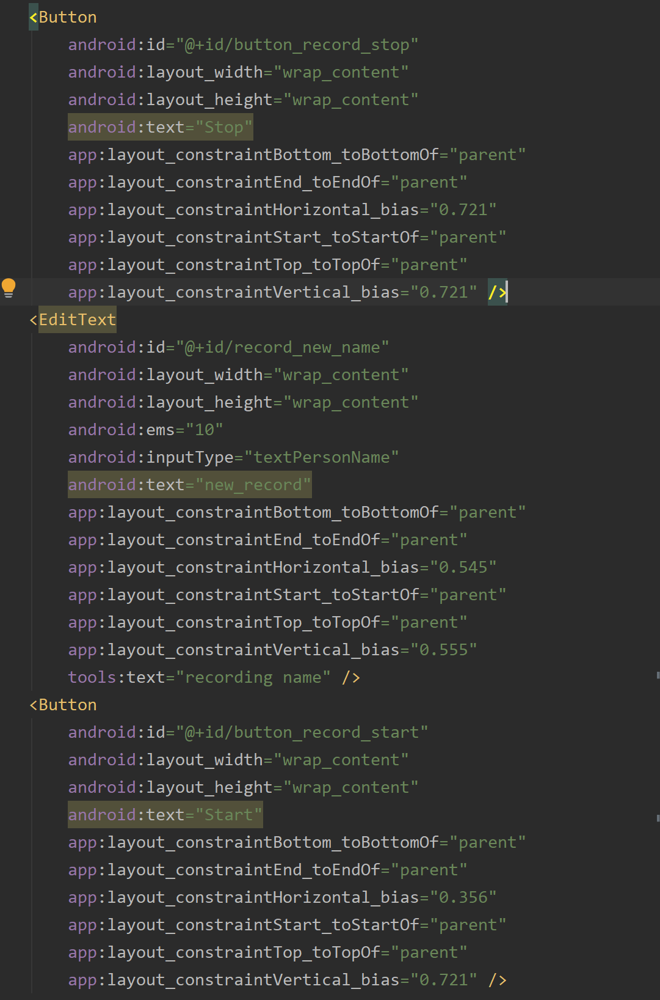 <Button
android:id="@+id/button_record_stop"
android:layout_width="wrap_content"
android:layout_height="wrap_content"
android:text="Stop"
app:layout_constraintBottom_toBottomOf="parent"
app:layout_constraintEnd_toEndOf="parent"
app:layout_constraintHorizontal_bias="0.721"
app:layout_constraintStart_toStartOf="parent"
app:layout_constraintTop_toTopOf="parent"
app:layout_constraintVertical_bias="0.721" />
<EditText
android:id="@+id/record_new_name"
android:layout_width="wrap_content"
android:layout_height="wrap_content"
android:ems="10"
android:inputType="textPersonName"
android:text="new_record"
app:layout_constraintBottom_toBottomOf="parent"
app:layout_constraintEnd_toEndOf="parent"
app:layout_constraintHorizontal_bias="0.545"
app:layout_constraintStart_toStartOf="parent"
app:layout_constraintTop_toTopOf="parent"
app:layout_constraintVertical_bias="0.555"
tools:text="recording name" />
<Button
android:id="@+id/button_record_start"
android:layout_width="wrap_content"
android:layout_height="wrap_content"
android:text="Start"
app:layout_constraintBottom_toBottomOf="parent"
app:layout_constraintEnd_toEndOf="parent"
app:layout_constraintHorizontal_bias="0.356"
app:layout_constraintStart_toStartOf="parent"
app:layout_constraintTop_toTopOf="parent"
app:layout_constraintVertical_bias="0.721" />